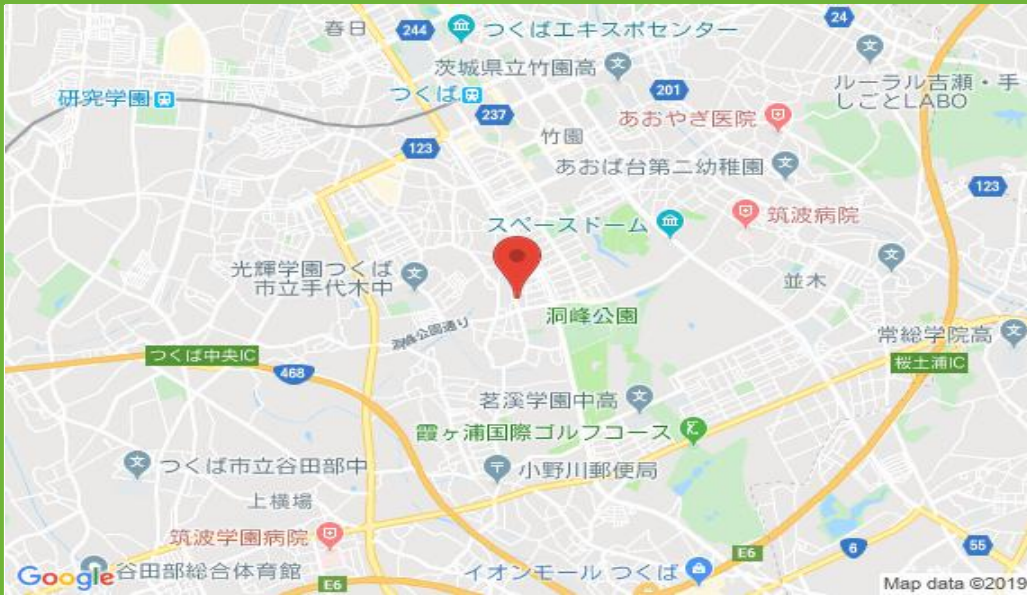 春日
244
つくばエキスポセンター
24
茨城県立竹園高
ルーラル吉瀬・手
しごとLABO
研究学園
つくば
201
237
あおやぎ医院
竹園
123
あおば台第二幼稚園
123
筑波病院
スペースドーム
光輝学園つくば
市立手代木中
並木
洞峰公園
洞峰公園通り
常総学院高
つくば中央IC
桜土浦IC
468
茗溪学園中高
霞ヶ浦国際ゴルフコース
つくば市立谷田部中
小野川郵便局
上横場
筑波学園病院
6
55
E6
Google
谷田部総合体育館
E6
イオンモール つくば
Map data ©2019